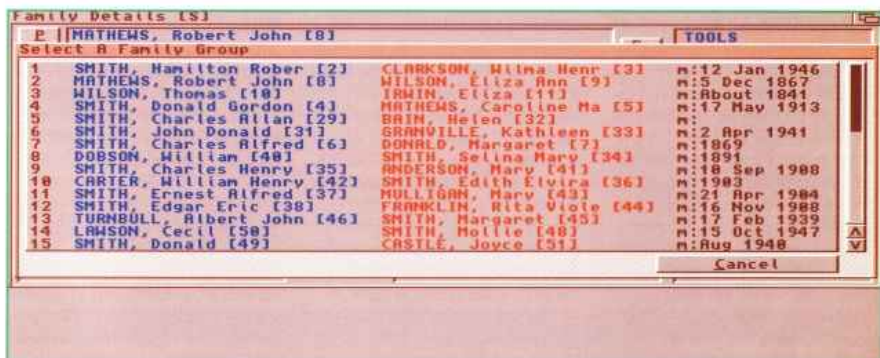 Family Details [S]
P MATHEWS, Robert John [8] TOOLS
Select A Family Group
1 SMITH, Hamilton Rober [2] CLARKSON, Wilma Henr [3] m:12 Jan 1946
2 MATHEWS, Robert John [8] WILSON, Eliza Ann [9] m:5 Dec 1867
3 WILSON, Thomas [10] IRWIN, Eliza [11] m:About 1841
4 SMITH, Donald Gordon [4] MATHEWS, Caroline Ma [5] m:17 May 1913
5 SMITH, Charles Allan [29] BAIN, Helen [32] m:
6 SMITH, John Donald [31] GRANVILLE, Kathleen [33] m:2 Apr 1941
7 SMITH, Charles Alfred [6] DONALD, Margaret [7] m:1869
8 DOBSON, William [40] SMITH, Selina Mary [34] m:1891
9 SMITH, Charles Henry [35] ANDERSON, Mary [41] m:10 Sep 1908
10 CARTER, William Henry [42] SMITH, Edith Elvira [36] m:1903
11 SMITH, Ernest Alfred [37] MULLIGAN, Mary [43] m:21 Apr 1904
12 SMITH, Edgar Eric [38] FRANKLIN, Rita Viole [44] m:16 Nov 1908
13 TURNBULL, Albert John [46] SMITH, Margaret [45] m:17 Feb 1939
14 LAWSON, Cecil [50] SMITH, Mollie [48] m:15 Oct 1947
15 SMITH, Donald [49] CASTLE, Joyce [51] m:Aug 1940
Cancel